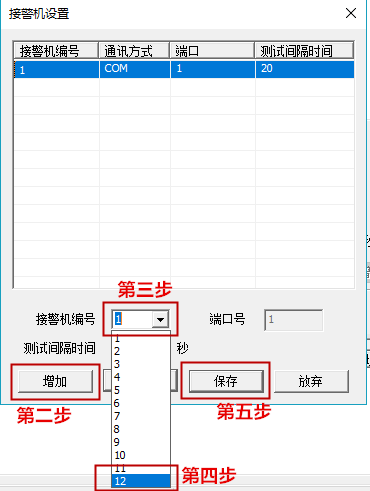 接警机设置
接警机编号 通讯方式 端口 测试间隔时间
1 COM 1 20
第三步
接警机编号 1 端口号 1
测试间隔时间 秒
增加 保存 放弃
第二步 第五步
1
2
3
4
5
6
7
8
9
10
11
12
第四步